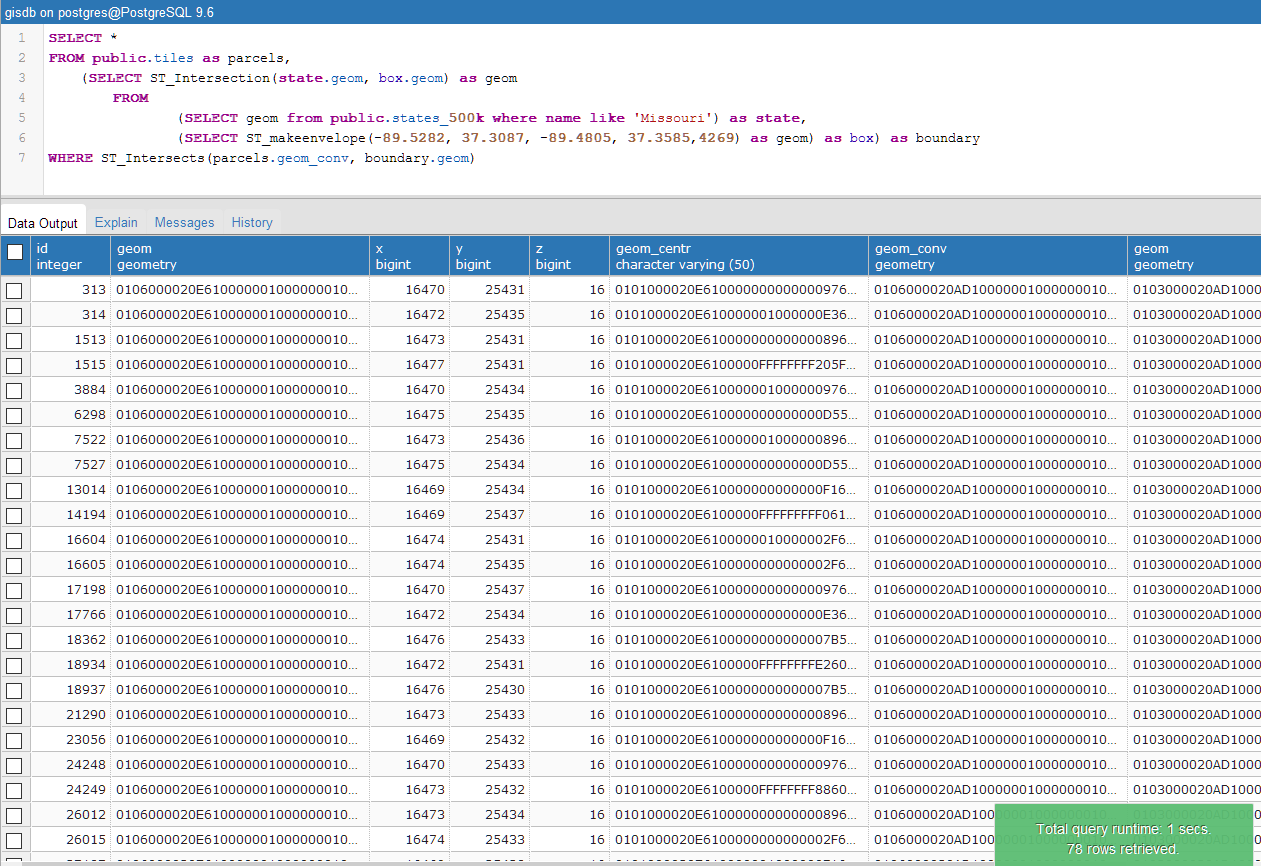 gisdb on postgres@PostgreSQL 9.6
1 SELECT *
2 FROM public.tiles as parcels,
3 (SELECT ST_Intersection(state.geom, box.geom) as geom
4 FROM
5 (SELECT geom from public.states_500k where name like 'Missouri') as state,
6 (SELECT ST_makeenvelope(-89.5282, 37.3087, -89.4805, 37.3585,4269) as geom) as box) as boundary
7 WHERE ST_Intersects(parcels.geom_conv, boundary.geom)
Data Output Explain Messages History
id geom x y z geom_centr geom_conv geom
integer geometry bigint bigint bigint character varying (50) geometry geometry
313 0106000020E610000001000000010... 16470 25431 16 0101000020E610000000000000976... 0106000020AD10000001000000010... 0103000020AD1000
314 0106000020E610000001000000010... 16472 25435 16 0101000020E610000001000000E36... 0106000020AD10000001000000010... 0103000020AD1000
1513 0106000020E610000001000000010... 16473 25431 16 0101000020E610000000000000896... 0106000020AD10000001000000010... 0103000020AD1000
1515 0106000020E610000001000000010... 16477 25431 16 0101000020E6100000FFFFFFFF205F... 0106000020AD10000001000000010... 0103000020AD1000
3884 0106000020E610000001000000010... 16470 25434 16 0101000020E610000001000000976... 0106000020AD10000001000000010... 0103000020AD1000
6298 0106000020E610000001000000010... 16475 25435 16 0101000020E610000000000000D55... 0106000020AD10000001000000010... 0103000020AD1000
7522 0106000020E610000001000000010... 16473 25436 16 0101000020E610000001000000896... 0106000020AD10000001000000010... 0103000020AD1000
7527 0106000020E610000001000000010... 16475 25434 16 0101000020E610000000000000D55... 0106000020AD10000001000000010... 0103000020AD1000
13014 0106000020E610000001000000010... 16469 25434 16 0101000020E610000000000000F16... 0106000020AD10000001000000010... 0103000020AD1000
14194 0106000020E610000001000000010... 16469 25437 16 0101000020E6100000FFFFFFFFF061... 0106000020AD10000001000000010... 0103000020AD1000
16604 0106000020E610000001000000010... 16474 25431 16 0101000020E6100000010000002F6... 0106000020AD10000001000000010... 0103000020AD1000
16605 0106000020E610000001000000010... 16474 25435 16 0101000020E6100000000000002F6... 0106000020AD10000001000000010... 0103000020AD1000
17198 0106000020E610000001000000010... 16470 25437 16 0101000020E610000000000000976... 0106000020AD10000001000000010... 0103000020AD1000
17766 0106000020E610000001000000010... 16472 25434 16 0101000020E610000000000000E36... 0106000020AD10000001000000010... 0103000020AD1000
18362 0106000020E610000001000000010... 16476 25433 16 0101000020E6100000000000007B5... 0106000020AD10000001000000010... 0103000020AD1000
18934 0106000020E610000001000000010... 16472 25431 16 0101000020E6100000FFFFFFFFE260... 0106000020AD10000001000000010... 0103000020AD1000
18937 0106000020E610000001000000010... 16476 25430 16 0101000020E6100000000000007B5... 0106000020AD10000001000000010... 0103000020AD1000
21290 0106000020E610000001000000010... 16473 25433 16 0101000020E610000000000000896... 0106000020AD10000001000000010... 0103000020AD1000
23056 0106000020E610000001000000010... 16469 25432 16 0101000020E610000000000000F16... 0106000020AD10000001000000010... 0103000020AD1000
24248 0106000020E610000001000000010... 16470 25433 16 0101000020E610000000000000976... 0106000020AD10000001000000010... 0103000020AD1000
24249 0106000020E610000001000000010... 16473 25432 16 0101000020E6100000FFFFFFFF8860... 0106000020AD10000001000000010... 0103000020AD1000
26012 0106000020E610000001000000010... 16473 25434 16 0101000020E610000000000000896...
26015 0106000020E610000001000000010... 16474 25433 16 0101000020E6100000000000002F6...
Total query runtime: 1 secs.
78 rows retrieved.